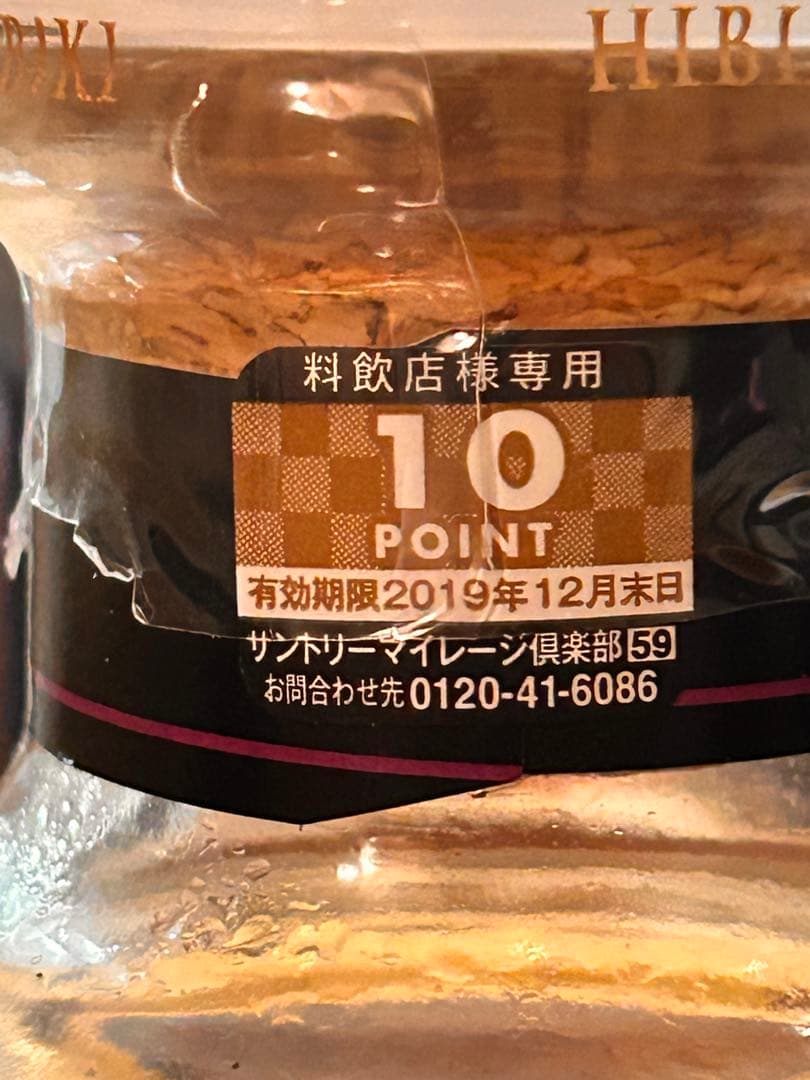 BIKI HIBI
料飲店様専用
10
POINT
有効期限2019年12月末日
サントリーマイレージ倶楽部59
お問合わせ先0120-41-6086